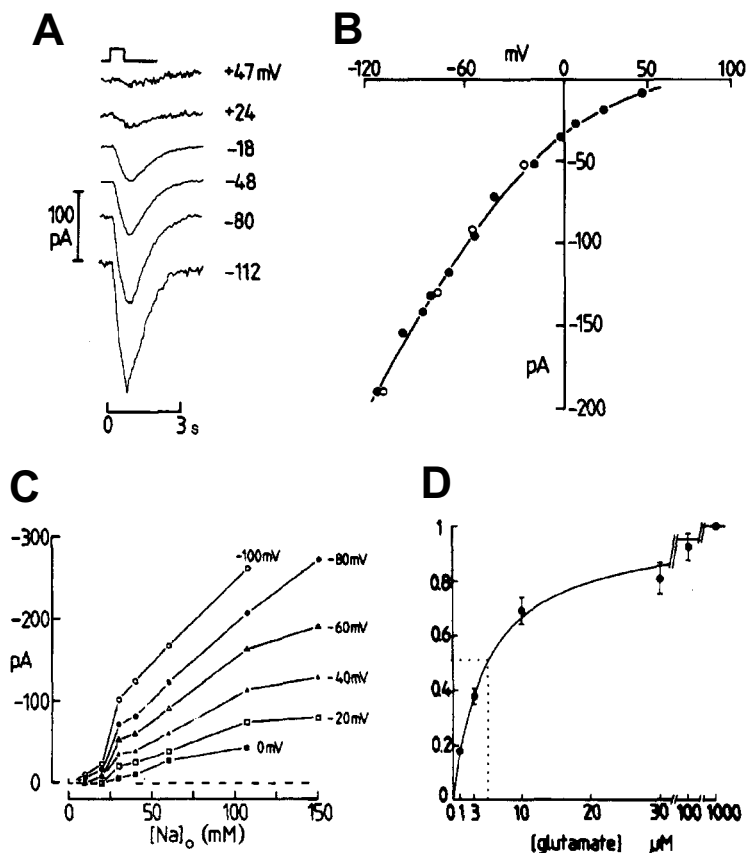 A
+47 mV
+24
-18
-48
-80
-112
100
pA
0 3 s
B
mV
-120 -60 0 50 100
-50
-100
-150
-200
pA
C
-300
-200
-100
0
pA
-100mV
-80mV
-60mV
-40mV
-20mV
0mV
0 50 100 150
[Na]o (mM)
D
1
0.8
0.6
0.4
0.2
0
0 1 3 10 20 30 100 1000
[glutamate] µM